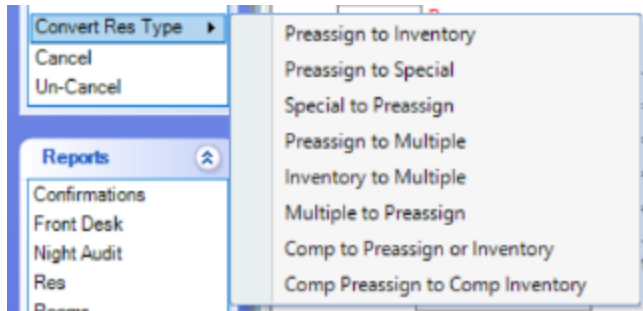 Convert Res Type
Cancel
Un-Cancel
Reports
Confirmations
Front Desk
Night Audit
Res
Rooms
Preassign to Inventory
Preassign to Special
Special to Preassign
Preassign to Multiple
Inventory to Multiple
Multiple to Preassign
Comp to Preassign or Inventory
Comp Preassign to Comp Inventory